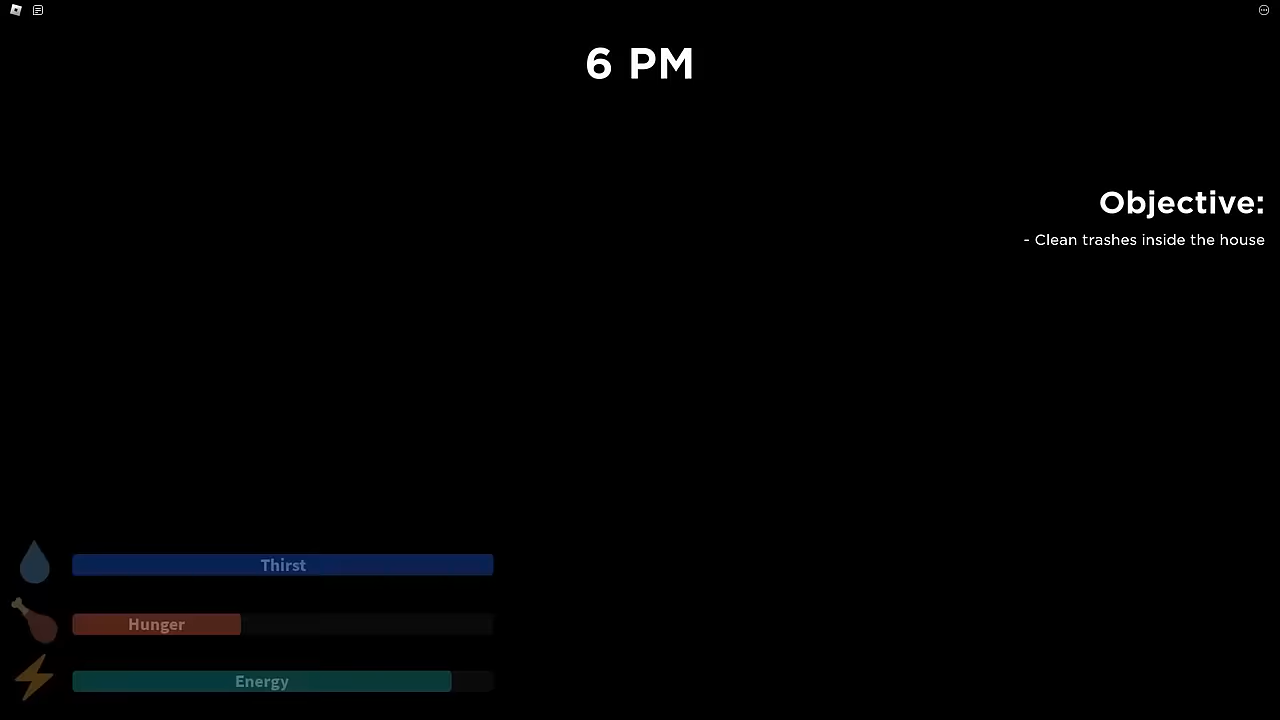 6 PM
Objective:
- Clean trashes inside the house
Thirst
Hunger
Energy